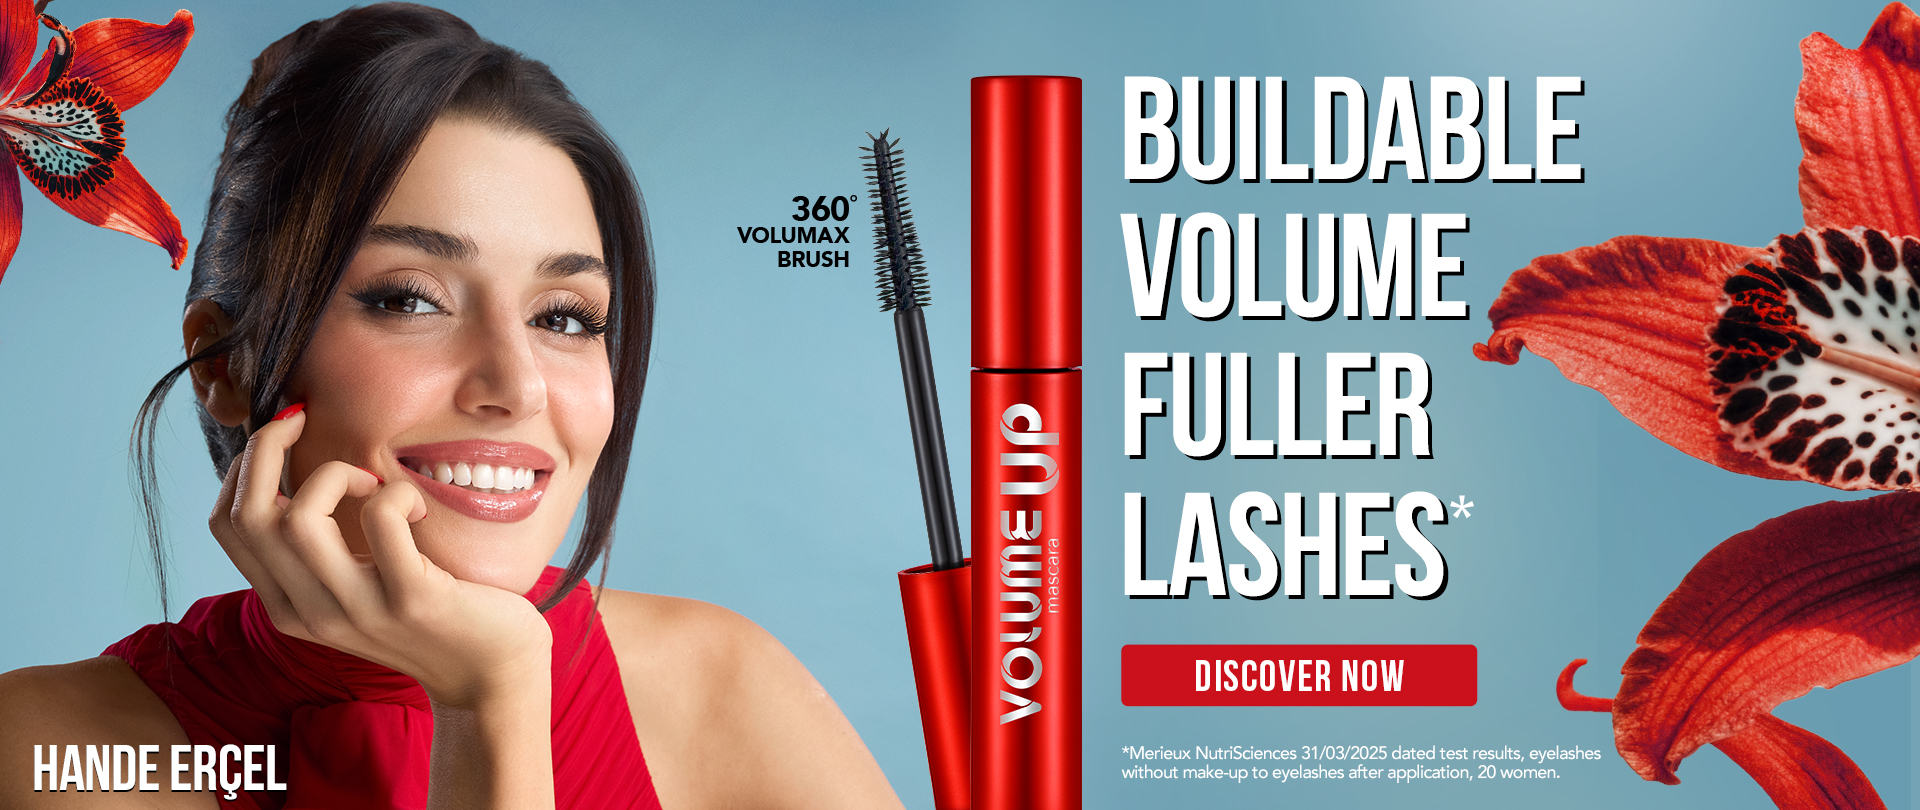 BUILDABLE
VOLUME
FULLER
LASHES*
360°
VOLUMAX
BRUSH
VOLUME UP
mascara
DISCOVER NOW
*Merieux NutriSciences 31/03/2025 dated test results, eyelashes
without make-up to eyelashes after application, 20 women.
HANDE ERÇEL